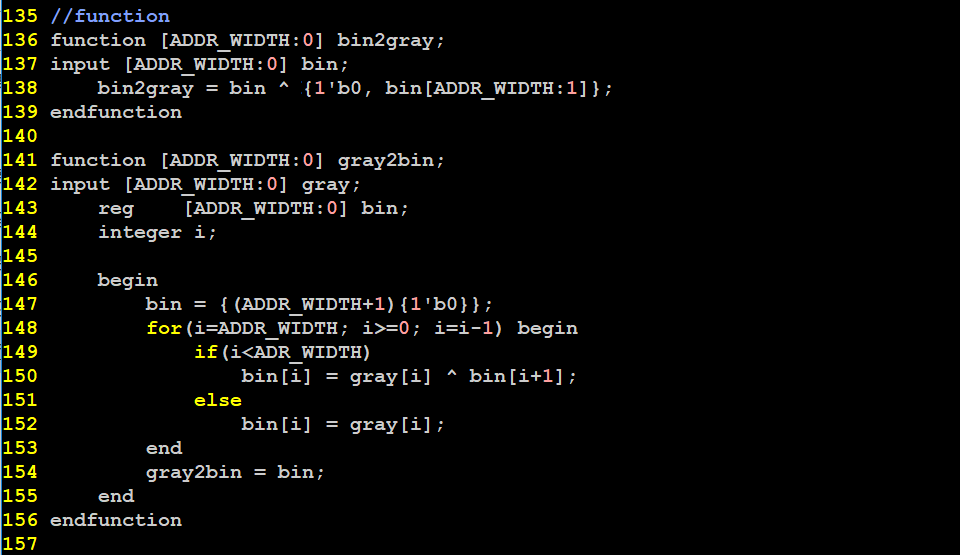 135 //function
136 function [ADDR_WIDTH:0] bin2gray;
137 input [ADDR_WIDTH:0] bin;
138     bin2gray = bin ^ {1'b0, bin[ADDR_WIDTH:1]};
139 endfunction
140
141 function [ADDR_WIDTH:0] gray2bin;
142 input [ADDR_WIDTH:0] gray;
143     reg    [ADDR_WIDTH:0] bin;
144     integer i;
145
146     begin
147         bin = {(ADDR_WIDTH+1){1'b0}};
148         for(i=ADDR_WIDTH; i>=0; i=i-1) begin
149             if(i<ADR_WIDTH)
150                 bin[i] = gray[i] ^ bin[i+1];
151             else
152                 bin[i] = gray[i];
153         end
154         gray2bin = bin;
155     end
156 endfunction
157